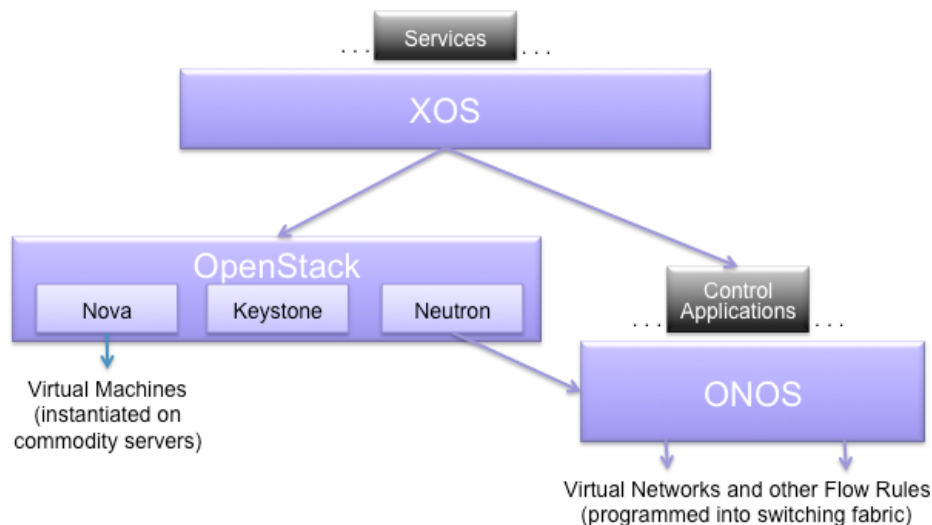 Services
. . .
. . .
XOS
OpenStack
Nova
Keystone
Neutron
Control
Applications
. . .
. . .
Virtual Machines
(instantiated on
commodity servers)
ONOS
Virtual Networks and other Flow Rules
(programmed into switching fabric)